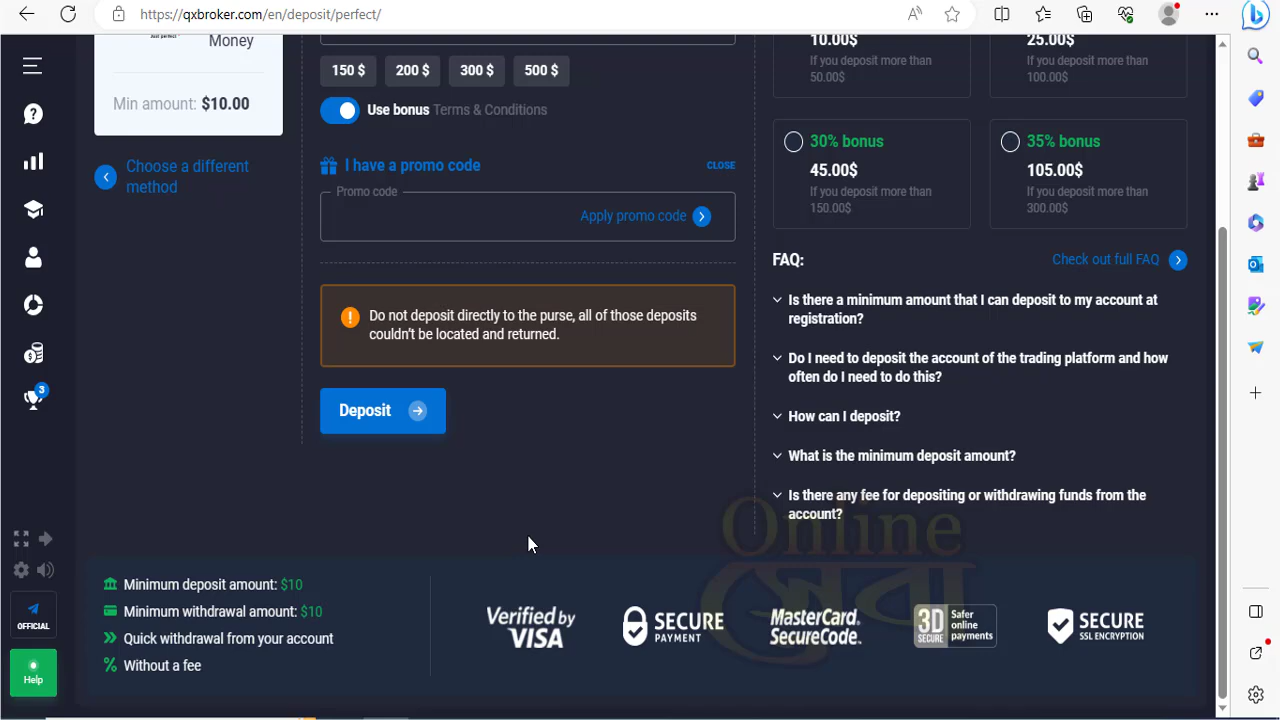 https://qxbroker.com/en/deposit/perfect/
Money
Min amount: $10.00
Choose a different
method
150 $
200 $
300 $
500 $
Use bonus Terms & Conditions
I have a promo code
CLOSE
Promo code
Apply promo code
Do not deposit directly to the purse, all of those deposits
couldn't be located and returned.
Deposit
10.00$
If you deposit more than
50.00$
25.00$
If you deposit more than
100.00$
30% bonus
45.00$
If you deposit more than
150.00$
35% bonus
105.00$
If you deposit more than
300.00$
FAQ:
Check out full FAQ
Is there a minimum amount that I can deposit to my account at
registration?
Do I need to deposit the account of the trading platform and how
often do I need to do this?
How can I deposit?
What is the minimum deposit amount?
Is there any fee for depositing or withdrawing funds from the
account?
Online
সেবা
3
OFFICIAL
Help
Minimum deposit amount: $10
Minimum withdrawal amount: $10
Quick withdrawal from your account
Without a fee
Verified by
VISA
SECURE
PAYMENT
MasterCard.
SecureCode.
3D
SECURE
Safer
online
payments
SECURE
SSL ENCRYPTION